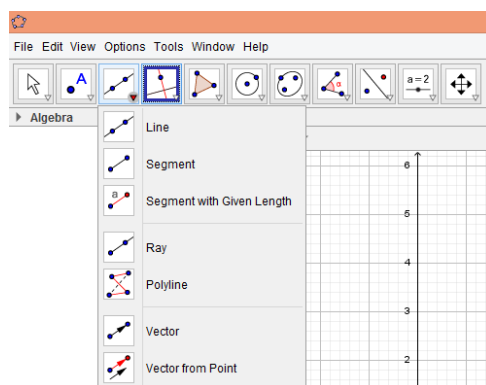 File Edit View Options Tools Window Help
A
α
a=2
Algebra
Line
Segment
a
Segment with Given Length
Ray
Polyline
Vector
Vector from Point
6
5
4
3
2